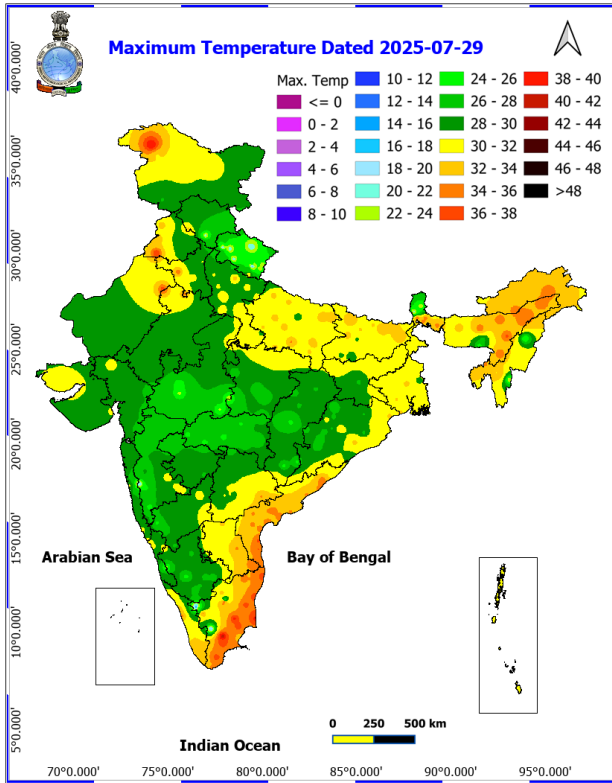 Maximum Temperature Dated 2025-07-29
Max. Temp
<= 0
0 - 2
2 - 4
4 - 6
6 - 8
8 - 10
10 - 12
12 - 14
14 - 16
16 - 18
18 - 20
20 - 22
22 - 24
24 - 26
26 - 28
28 - 30
30 - 32
32 - 34
34 - 36
36 - 38
38 - 40
40 - 42
42 - 44
44 - 46
46 - 48
>48
40°0.000'
35°0.000'
30°0.000'
25°0.000'
20°0.000'
15°0.000'
10°0.000'
5°0.000'
Arabian Sea
Bay of Bengal
Indian Ocean
0 250 500 km
70°0.000' 75°0.000' 80°0.000' 85°0.000' 90°0.000' 95°0.000'